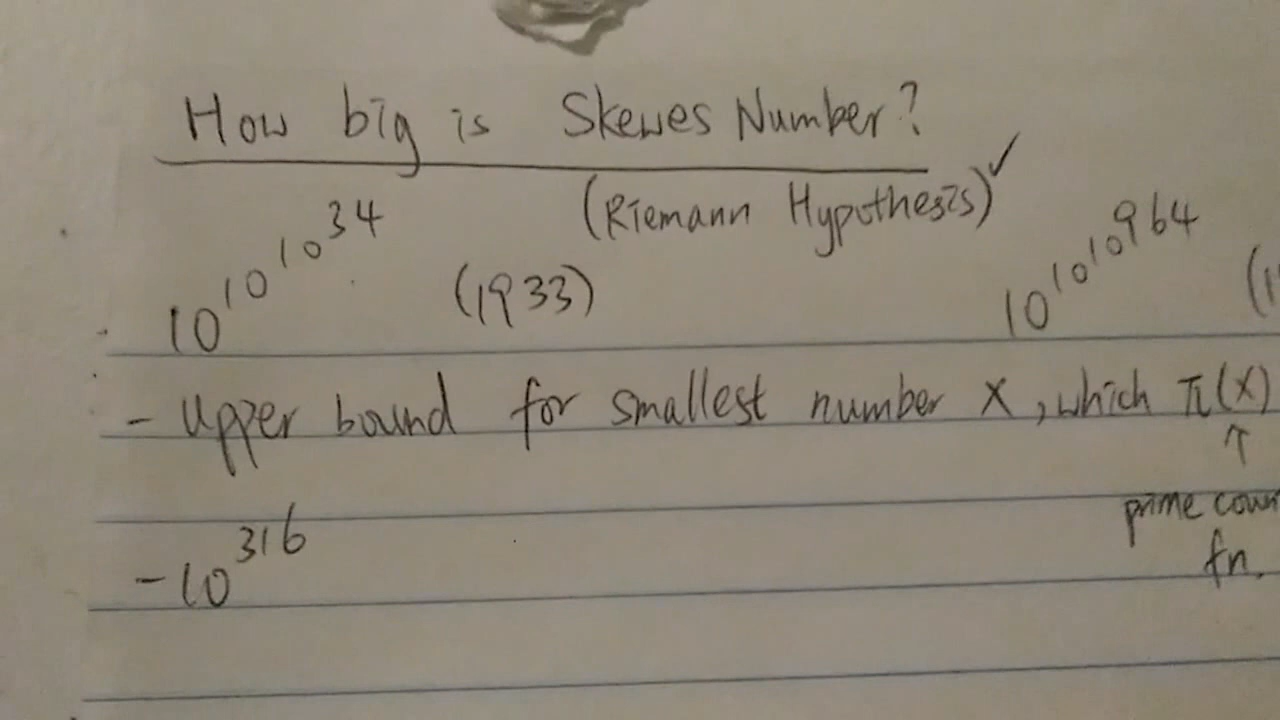 How big is Skewes Number?
(Riemann Hypothesis) ✓
10^10^10^34 (1933) 10^10^10^964 (1
- Upper bound for smallest number X, which π(X)
↑
prime coun
fn.
- 10^316